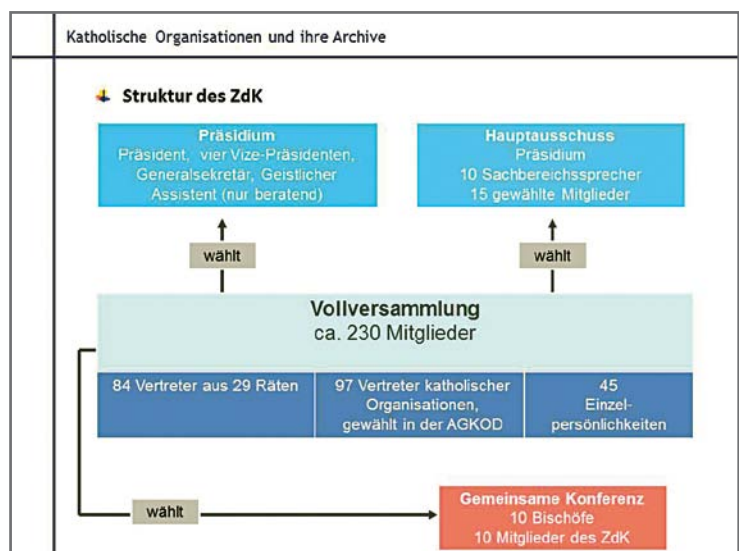 Katholische Organisationen und ihre Archive
Struktur des ZdK
Präsidium
Präsident, vier Vize-Präsidenten,
Generalsekretär, Geistlicher
Assistent (nur beratend)
Hauptausschuss
Präsidium
10 Sachbereichssprecher
15 gewählte Mitglieder
wählt
wählt
Vollversammlung
ca. 230 Mitglieder
84 Vertreter aus 29 Räten
97 Vertreter katholischer
Organisationen,
gewählt in der AGKOD
45
Einzel-
persönlichkeiten
wählt
Gemeinsame Konferenz
10 Bischöfe
10 Mitglieder des ZdK